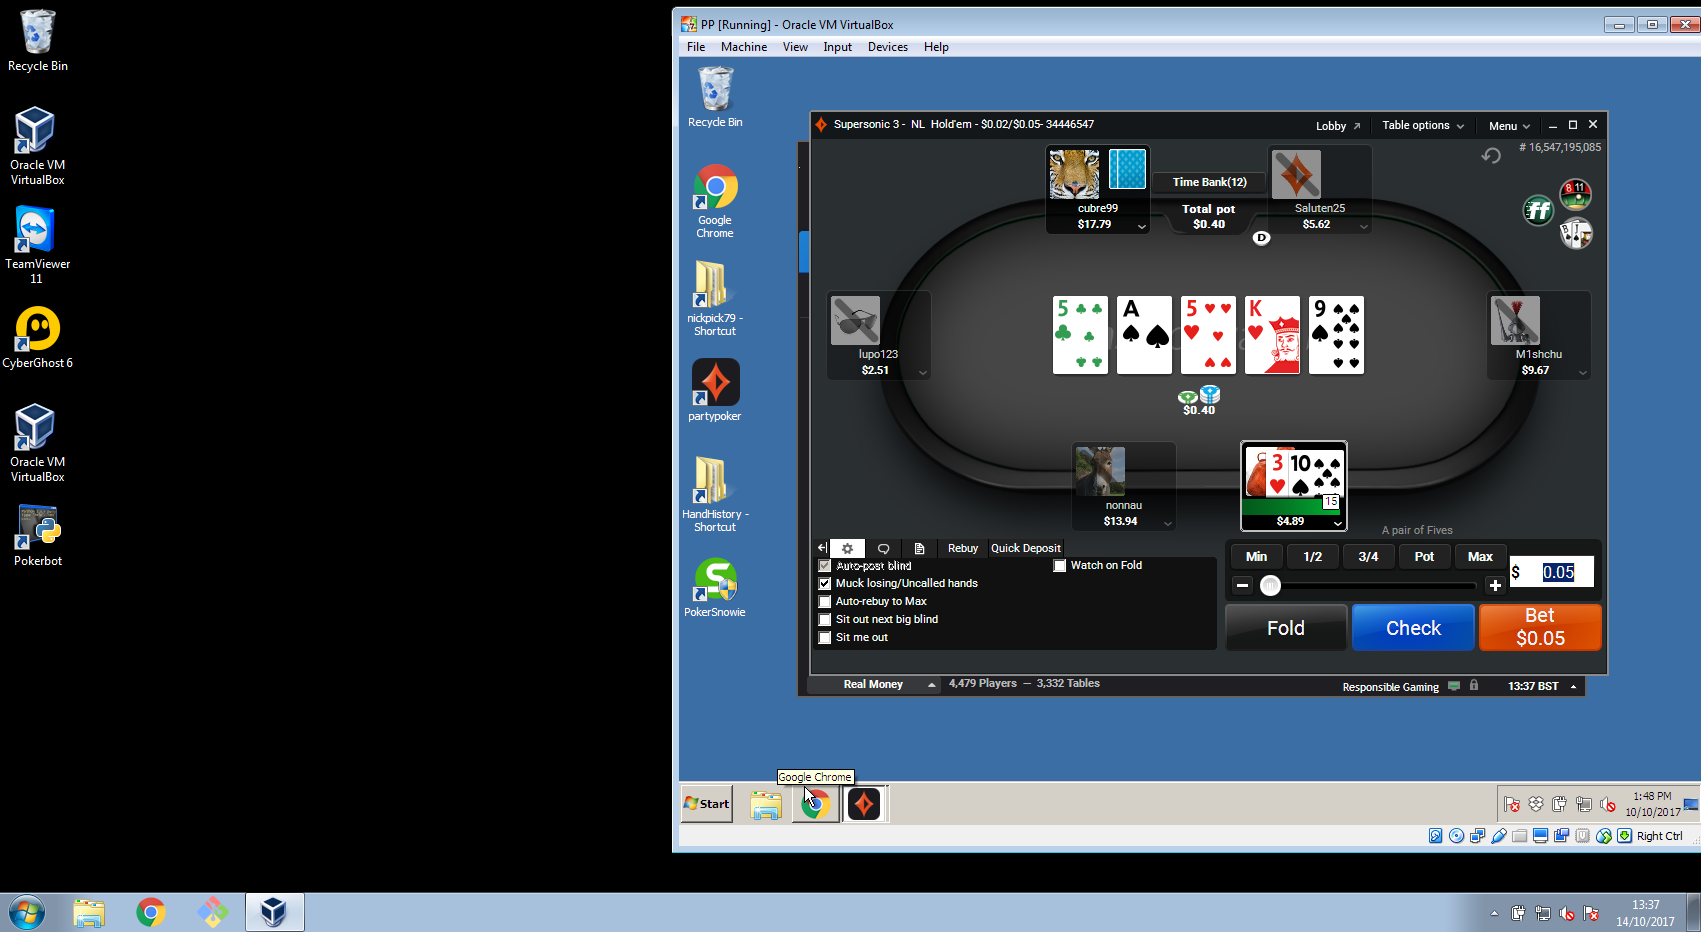 Recycle Bin
Oracle VM
VirtualBox
TeamViewer
11
CyberGhost 6
Oracle VM
VirtualBox
Pokerbot
PP [Running] - Oracle VM VirtualBox
File Machine View Input Devices Help
Recycle Bin
Google
Chrome
nickpick79 -
Shortcut
partypoker
HandHistory -
Shortcut
PokerSnowie
Supersonic 3 - NL Hold'em - $0.02/$0.05- 34446547
Lobby Table options Menu
# 16,547,195,085
cubre99
$17.79
Time Bank(12)
Total pot
$0.40
Saluten25
$5.62
D
8 11
ff
B J
lupo123
$2.51
5 A 5 K 9
M1shchu
$9.67
$0.40
nonnau
$13.94
3 10
15
$4.89
A pair of Fives
Rebuy Quick Deposit
Auto-post blind
Watch on Fold
Muck losing/Uncalled hands
Auto-rebuy to Max
Sit out next big blind
Sit me out
Min 1/2 3/4 Pot Max
$ 0.05
Fold
Check
Bet
$0.05
Real Money
4,479 Players — 3,332 Tables
Responsible Gaming
13:37 BST
Google Chrome
Start
1:48 PM
10/10/2017
Right Ctrl
13:37
14/10/2017